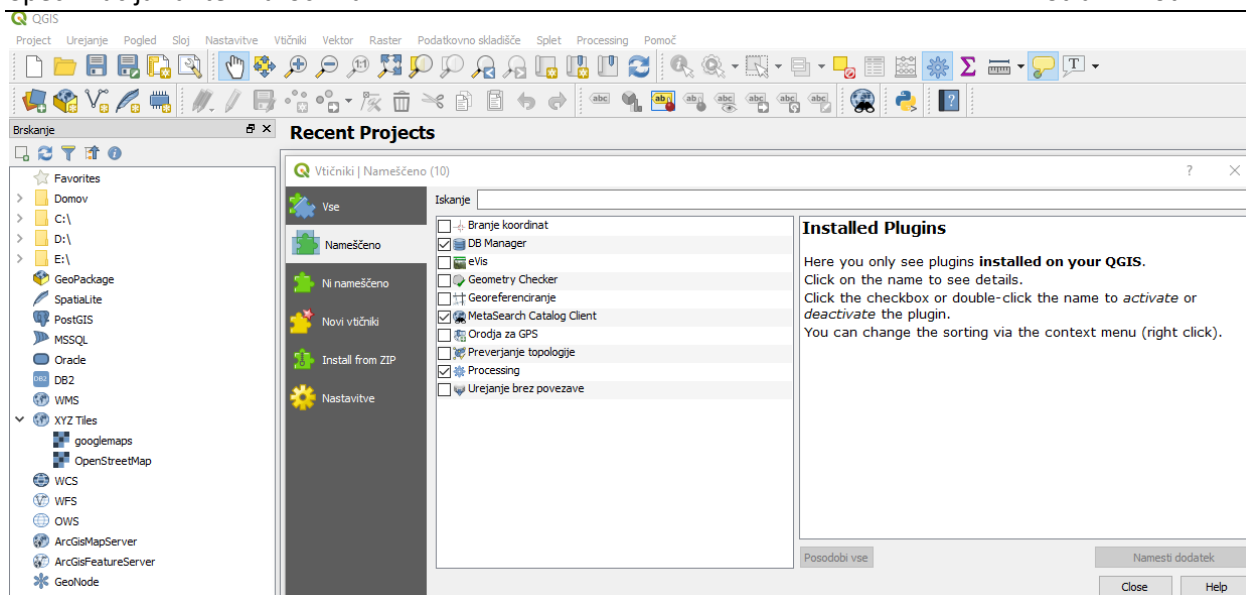 QGIS
Project Urejanje Pogled Sloj Nastavitve Vtičniki Vektor Raster Podatkovno skladišče Splet Processing Pomoč
Brskanje
Favorites
Domov
C:\
D:\
E:\
GeoPackage
SpatiaLite
PostGIS
MSSQL
Oracle
DB2
WMS
XYZ Tiles
googlemaps
OpenStreetMap
WCS
WFS
OWS
ArcGisMapServer
ArcGisFeatureServer
GeoNode
Recent Projects
Vtičniki | Nameščeno (10)
Vse
Nameščeno
Ni nameščeno
Novi vtičniki
Install from ZIP
Nastavitve
Iskanje
Branje koordinat
DB Manager
eVis
Geometry Checker
Georeferenciranje
MetaSearch Catalog Client
Orodja za GPS
Preverjanje topologije
Processing
Urejanje brez povezave
Installed Plugins
Here you only see plugins installed on your QGIS.
Click on the name to see details.
Click the checkbox or double-click the name to activate or
deactivate the plugin.
You can change the sorting via the context menu (right click).
Posodobi vse
Namesti dodatek
Close
Help